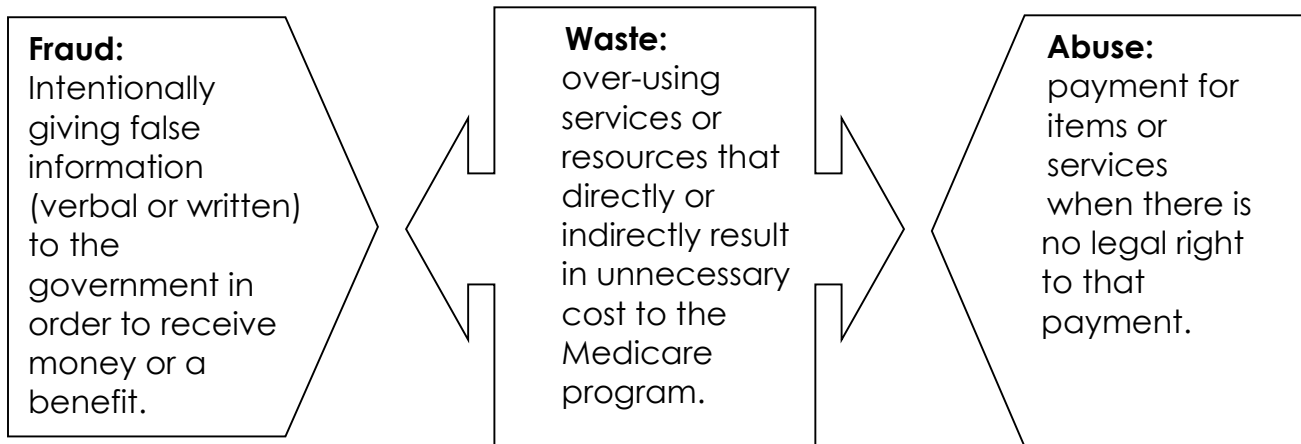 Fraud:
Intentionally
giving false
information
(verbal or written)
to the
government in
order to receive
money or a
benefit.
Waste:
over-using
services or
resources that
directly or
indirectly result
in unnecessary
cost to the
Medicare
program.
Abuse:
payment for
items or
services
when there is
no legal right
to that
payment.